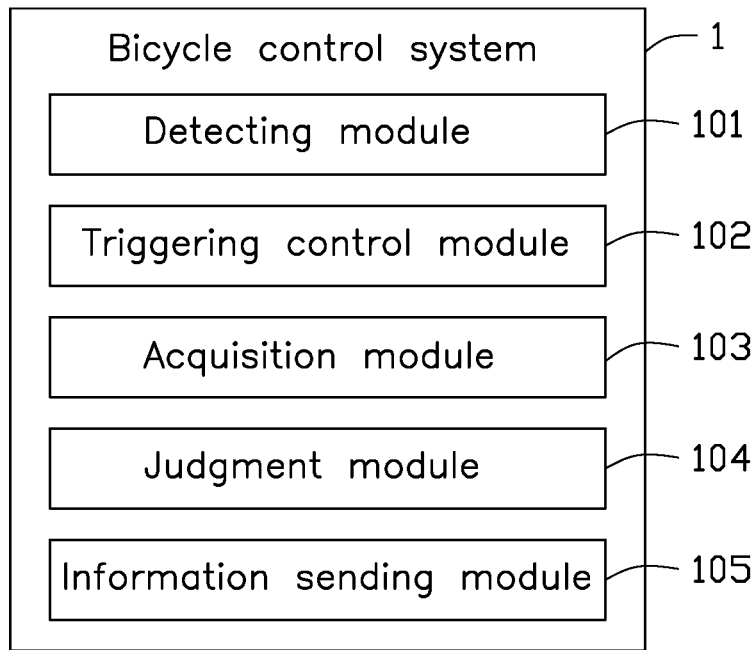 Bicycle control system 1
Detecting module 101
Triggering control module 102
Acquisition module 103
Judgment module 104
Information sending module 105